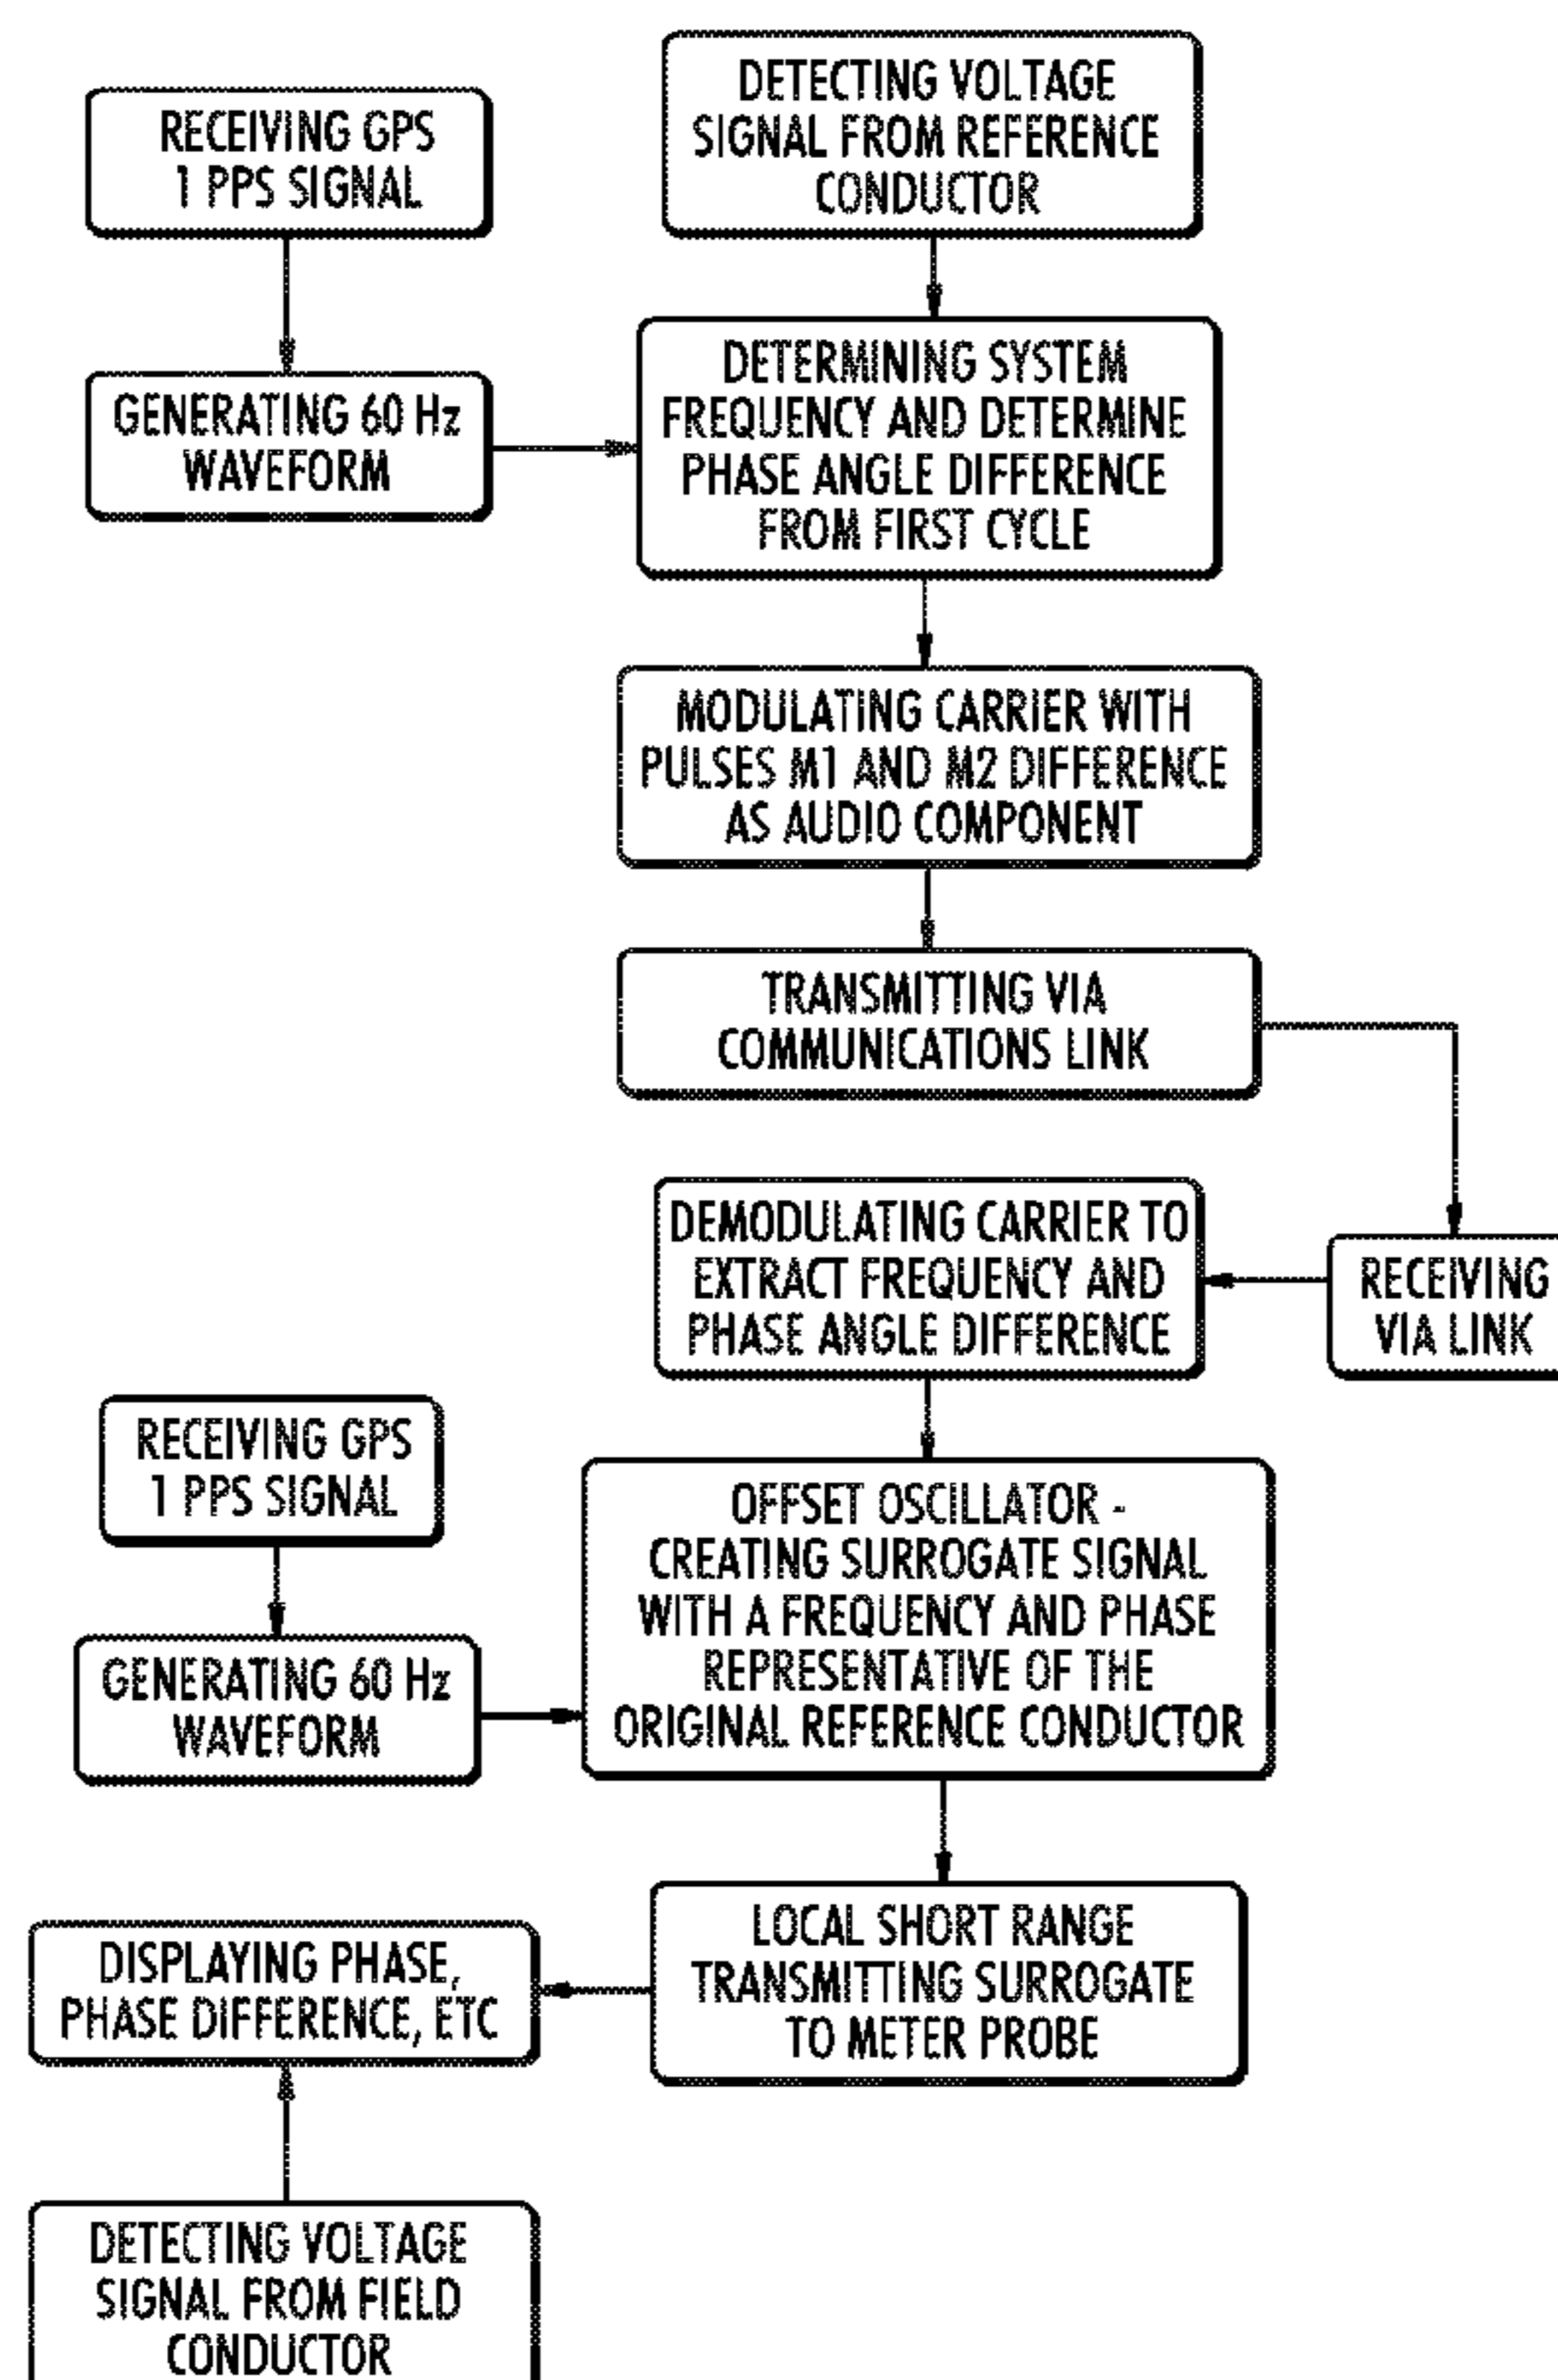 RECEIVING GPS
1 PPS SIGNAL
DETECTING VOLTAGE
SIGNAL FROM REFERENCE
CONDUCTOR
GENERATING 60 Hz
WAVEFORM
DETERMINING SYSTEM
FREQUENCY AND DETERMINE
PHASE ANGLE DIFFERENCE
FROM FIRST CYCLE
MODULATING CARRIER WITH
PULSES M1 AND M2 DIFFERENCE
AS AUDIO COMPONENT
TRANSMITTING VIA
COMMUNICATIONS LINK
RECEIVING
VIA LINK
DEMODULATING CARRIER TO
EXTRACT FREQUENCY AND
PHASE ANGLE DIFFERENCE
RECEIVING GPS
1 PPS SIGNAL
GENERATING 60 Hz
WAVEFORM
OFFSET OSCILLATOR -
CREATING SURROGATE SIGNAL
WITH A FREQUENCY AND PHASE
REPRESENTATIVE OF THE
ORIGINAL REFERENCE CONDUCTOR
LOCAL SHORT RANGE
TRANSMITTING SURROGATE
TO METER PROBE
DISPLAYING PHASE,
PHASE DIFFERENCE, ETC
DETECTING VOLTAGE
SIGNAL FROM FIELD
CONDUCTOR